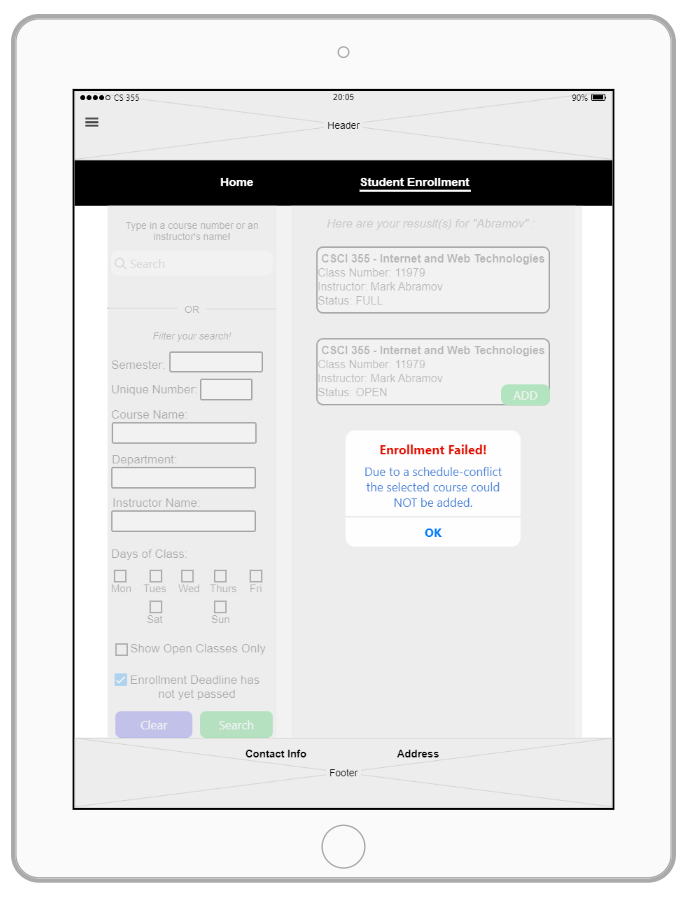 CS 355
20:05
90%
Header
Home
Student Enrollment
Type in a course number or an
instructor's name!
Search
OR
Filter your search!
Semester:
Unique Number:
Course Name:
Department:
Instructor Name:
Days of Class:
Mon Tues Wed Thurs Fri
Sat Sun
Show Open Classes Only
Enrollment Deadline has
not yet passed
Clear
Search
Here are your resuslt(s) for "Abramov" :
CSCI 355 - Internet and Web Technologies
Class Number: 11979
Instructor: Mark Abramov
Status: FULL
CSCI 355 - Internet and Web Technologies
Class Number: 11979
Instructor: Mark Abramov
Status: OPEN
ADD
Enrollment Failed!
Due to a schedule-conflict
the selected course could
NOT be added.
OK
Contact Info
Address
Footer